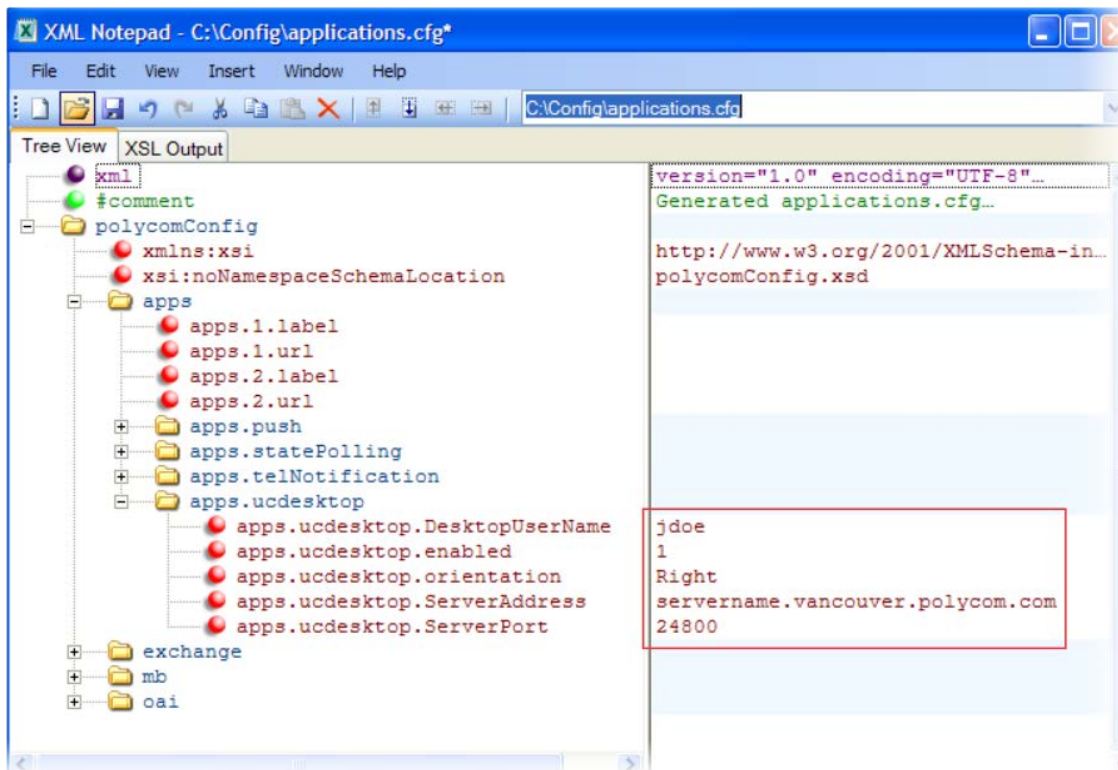 XML Notepad - C:\Config\applications.cfg*
File Edit View Insert Window Help
C:\Config\applications.cfg
Tree View XSL Output
xml version="1.0" encoding="UTF-8"…
#comment Generated applications.cfg…
polycomConfig
xmlns:xsi http://www.w3.org/2001/XMLSchema-in…
xsi:noNamespaceSchemaLocation polycomConfig.xsd
apps
apps.1.label
apps.1.url
apps.2.label
apps.2.url
apps.push
apps.statePolling
apps.telNotification
apps.ucdesktop
apps.ucdesktop.DesktopUserName jdoe
apps.ucdesktop.enabled 1
apps.ucdesktop.orientation Right
apps.ucdesktop.ServerAddress servername.vancouver.polycom.com
apps.ucdesktop.ServerPort 24800
exchange
mb
oai